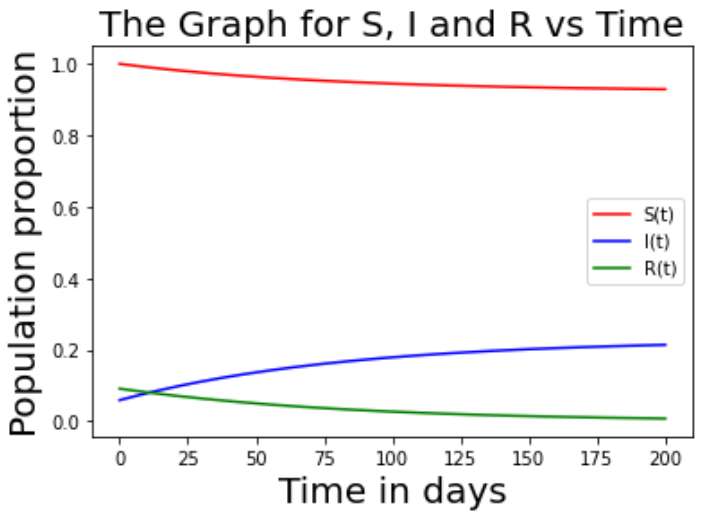 The Graph for S, I and R vs Time
Population proportion
1.0
0.8
0.6
0.4
0.2
0.0
S(t)
I(t)
R(t)
0 25 50 75 100 125 150 175 200
Time in days